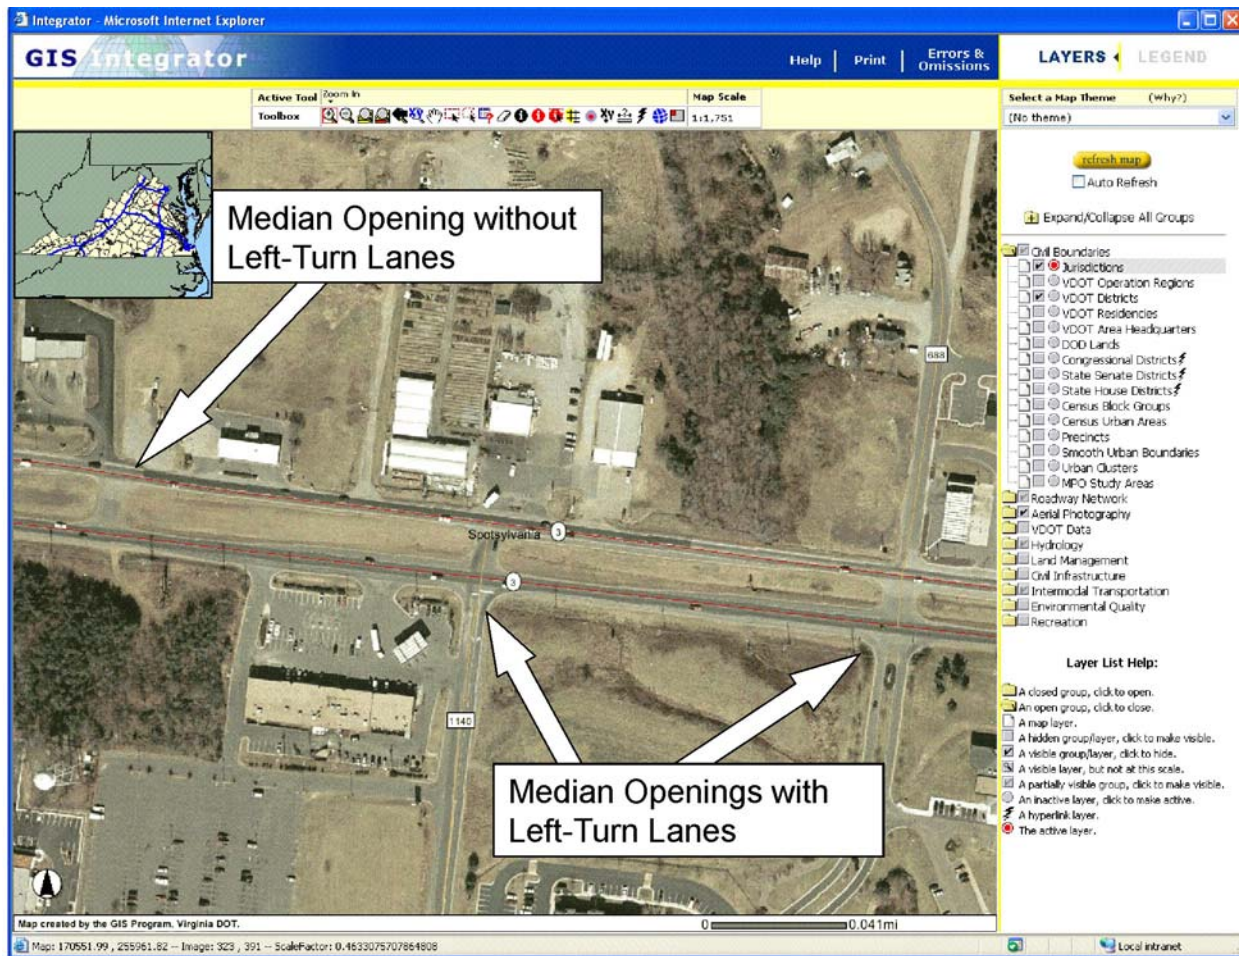 Integrator - Microsoft Internet Explorer
GIS Integrator
Help | Print | Errors & Omissions
LAYERS LEGEND
Active Tool Zoom In
Map Scale
Toolbox
1:1,751
Select a Map Theme (Why?)
(No theme)
refresh map
Auto Refresh
Expand/Collapse All Groups
Civil Boundaries
Jurisdictions
VDOT Operation Regions
VDOT Districts
VDOT Residencies
VDOT Area Headquarters
DOD Lands
Congressional Districts
State Senate Districts
State House Districts
Census Block Groups
Census Urban Areas
Precincts
Smooth Urban Boundaries
Urban Clusters
MPO Study Areas
Roadway Network
Aerial Photography
VDOT Data
Hydrology
Land Management
Civil Infrastructure
Intermodal Transportation
Environmental Quality
Recreation
Layer List Help:
A closed group, click to open.
An open group, click to close.
A map layer.
A hidden group/layer, click to make visible.
A visible group/layer, click to hide.
A visible layer, but not at this scale.
A partially visible group, click to make visible.
An inactive layer, click to make active.
A hyperlink layer.
The active layer.
Median Opening without
Left-Turn Lanes
688
Spotsylvania 3
3
1140
Median Openings with
Left-Turn Lanes
Map created by the GIS Program, Virginia DOT.
0 0.041mi
Map: 170551.99 , 255961.82 -- Image: 323 , 391 -- ScaleFactor: 0.4633075707864808
Local intranet